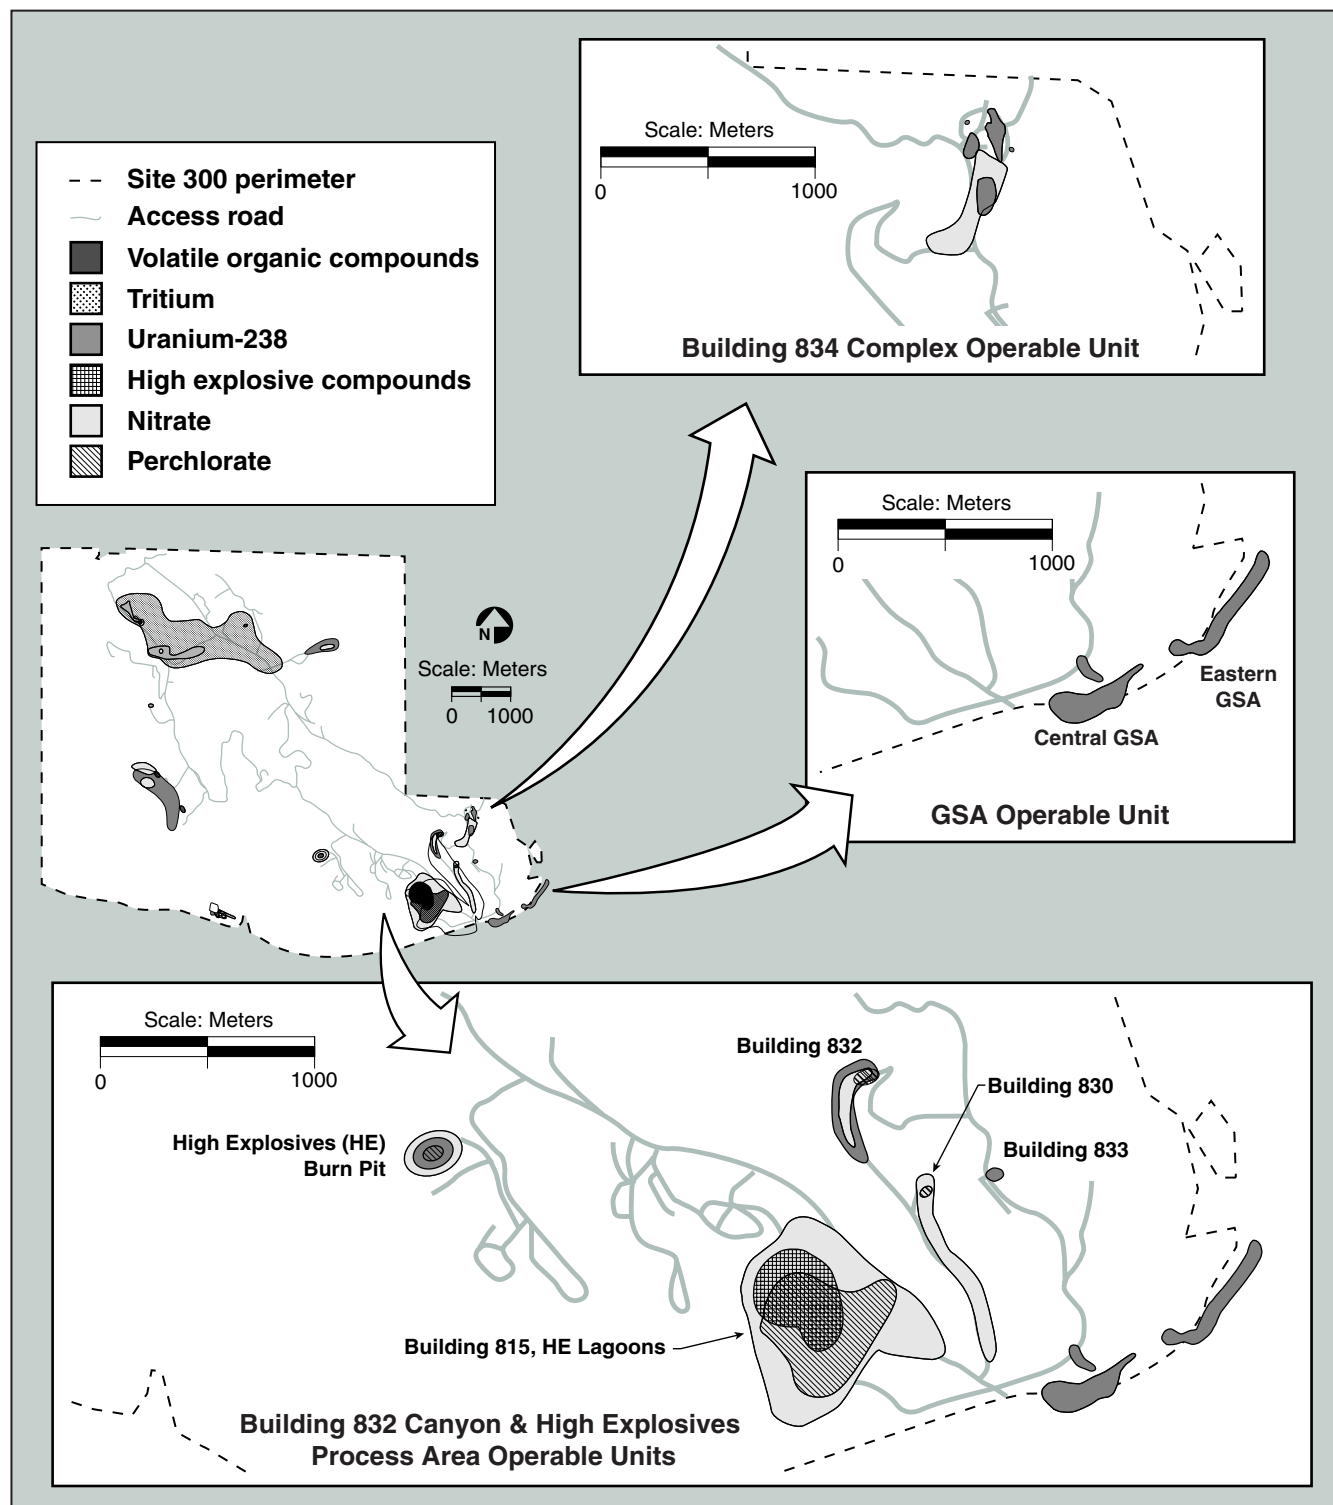 Site 300 perimeter
Access road
Volatile organic compounds
Tritium
Uranium-238
High explosive compounds
Nitrate
Perchlorate
Scale: Meters
0 1000
Building 834 Complex Operable Unit
Scale: Meters
0 1000
Eastern
GSA
Central GSA
GSA Operable Unit
N
Scale: Meters
0 1000
Scale: Meters
0 1000
Building 832
Building 830
Building 833
High Explosives (HE)
Burn Pit
Building 815, HE Lagoons
Building 832 Canyon & High Explosives
Process Area Operable Units